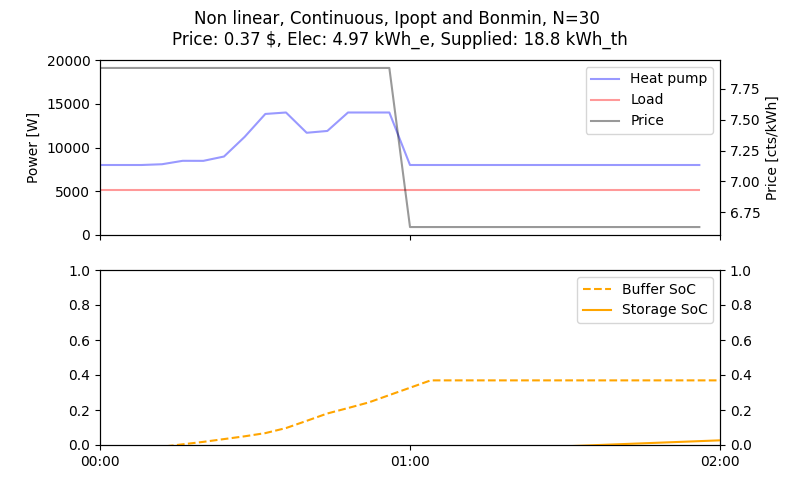 Non linear, Continuous, Ipopt and Bonmin, N=30
Price: 0.37 $, Elec: 4.97 kWh_e, Supplied: 18.8 kWh_th
Power [W]
20000
15000
10000
5000
0
Heat pump
Load
Price
7.75
7.50
7.25
7.00
6.75
Price [cts/kWh]
1.0
0.8
0.6
0.4
0.2
0.0
Buffer SoC
Storage SoC
1.0
0.8
0.6
0.4
0.2
0.0
00:00
01:00
02:00